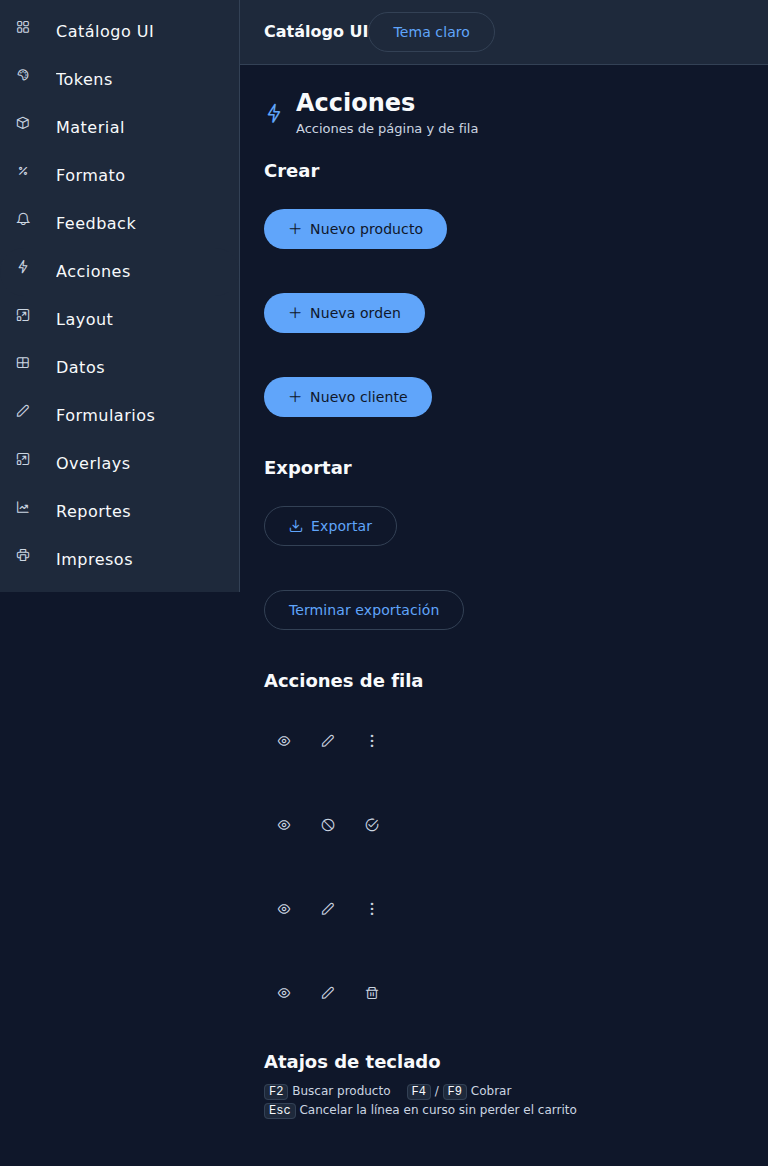 Catálogo UI
Tokens
Material
Formato
Feedback
Acciones
Layout
Datos
Formularios
Overlays
Reportes
Impresos
Catálogo UI
Tema claro
Acciones
Acciones de página y de fila
Crear
Nuevo producto
Nueva orden
Nuevo cliente
Exportar
Exportar
Terminar exportación
Acciones de fila
Atajos de teclado
F2 Buscar producto F4 / F9 Cobrar
Esc Cancelar la línea en curso sin perder el carrito